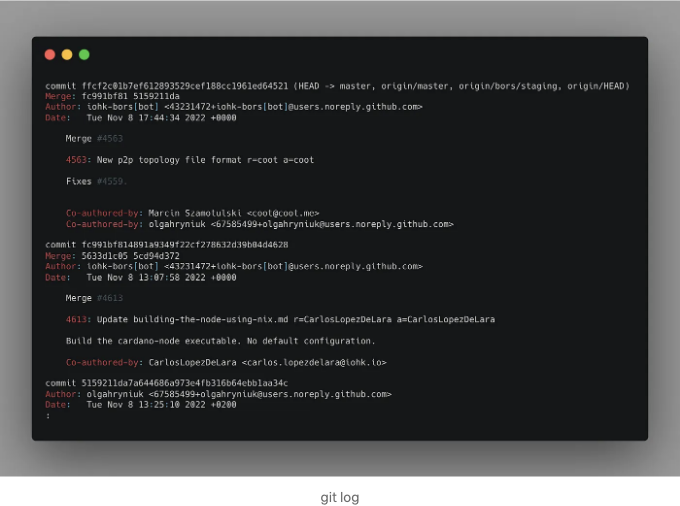 commit ffcf2c01b7ef612893529cef188cc1961ed64521 (HEAD -> master, origin/master, origin/bors/staging, origin/HEAD)
Merge: fc991bf81 5159211da
Author: iohk-bors[bot] <43231472+iohk-bors[bot]@users.noreply.github.com>
Date:   Tue Nov 8 17:44:34 2022 +0000
Merge #4563
4563: New p2p topology file format r=coot a=coot
Fixes #4559.
Co-authored-by: Marcin Szamotulski <coot@coot.me>
Co-authored-by: olgahryniuk <67585499+olgahryniuk@users.noreply.github.com>
commit fc991bf814891a9349f22cf278632d39b04d4628
Merge: 5633d1c05 5cd94d372
Author: iohk-bors[bot] <43231472+iohk-bors[bot]@users.noreply.github.com>
Date:   Tue Nov 8 13:07:58 2022 +0000
Merge #4613
4613: Update building-the-node-using-nix.md r=CarlosLopezDeLara a=CarlosLopezDeLara
Build the cardano-node executable. No default configuration.
Co-authored-by: CarlosLopezDeLara <carlos.lopezdelara@iohk.io>
commit 5159211da7a644686a973e4fb316b64ebb1aa34c
Author: olgahryniuk <67585499+olgahryniuk@users.noreply.github.com>
Date:   Tue Nov 8 13:25:10 2022 +0200
:
git log